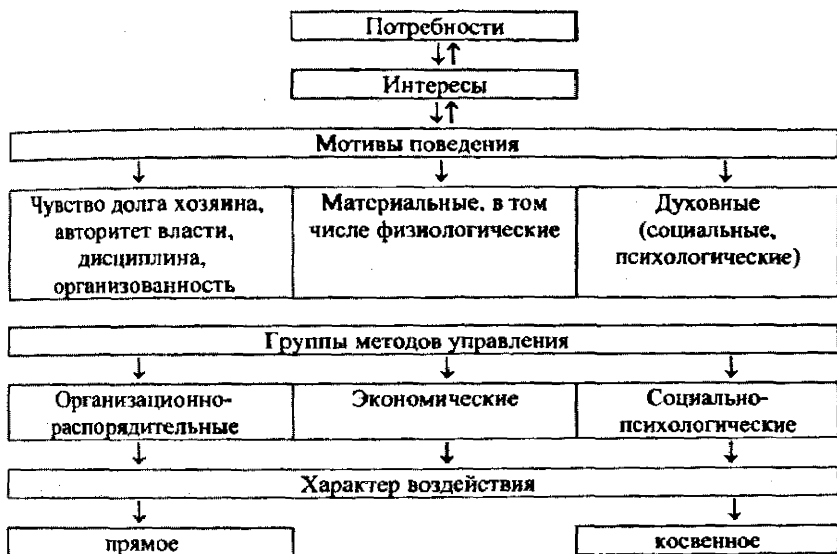 Потребности
Интересы
Мотивы поведения
Чувство долга хозяина,
авторитет власти,
дисциплина,
организованность
Материальные, в том
числе физиологические
Духовные
(социальные,
психологические)
Группы методов управления
Организационно-
распорядительные
Экономические
Социально-
психологические
Характер воздействия
прямое
косвенное